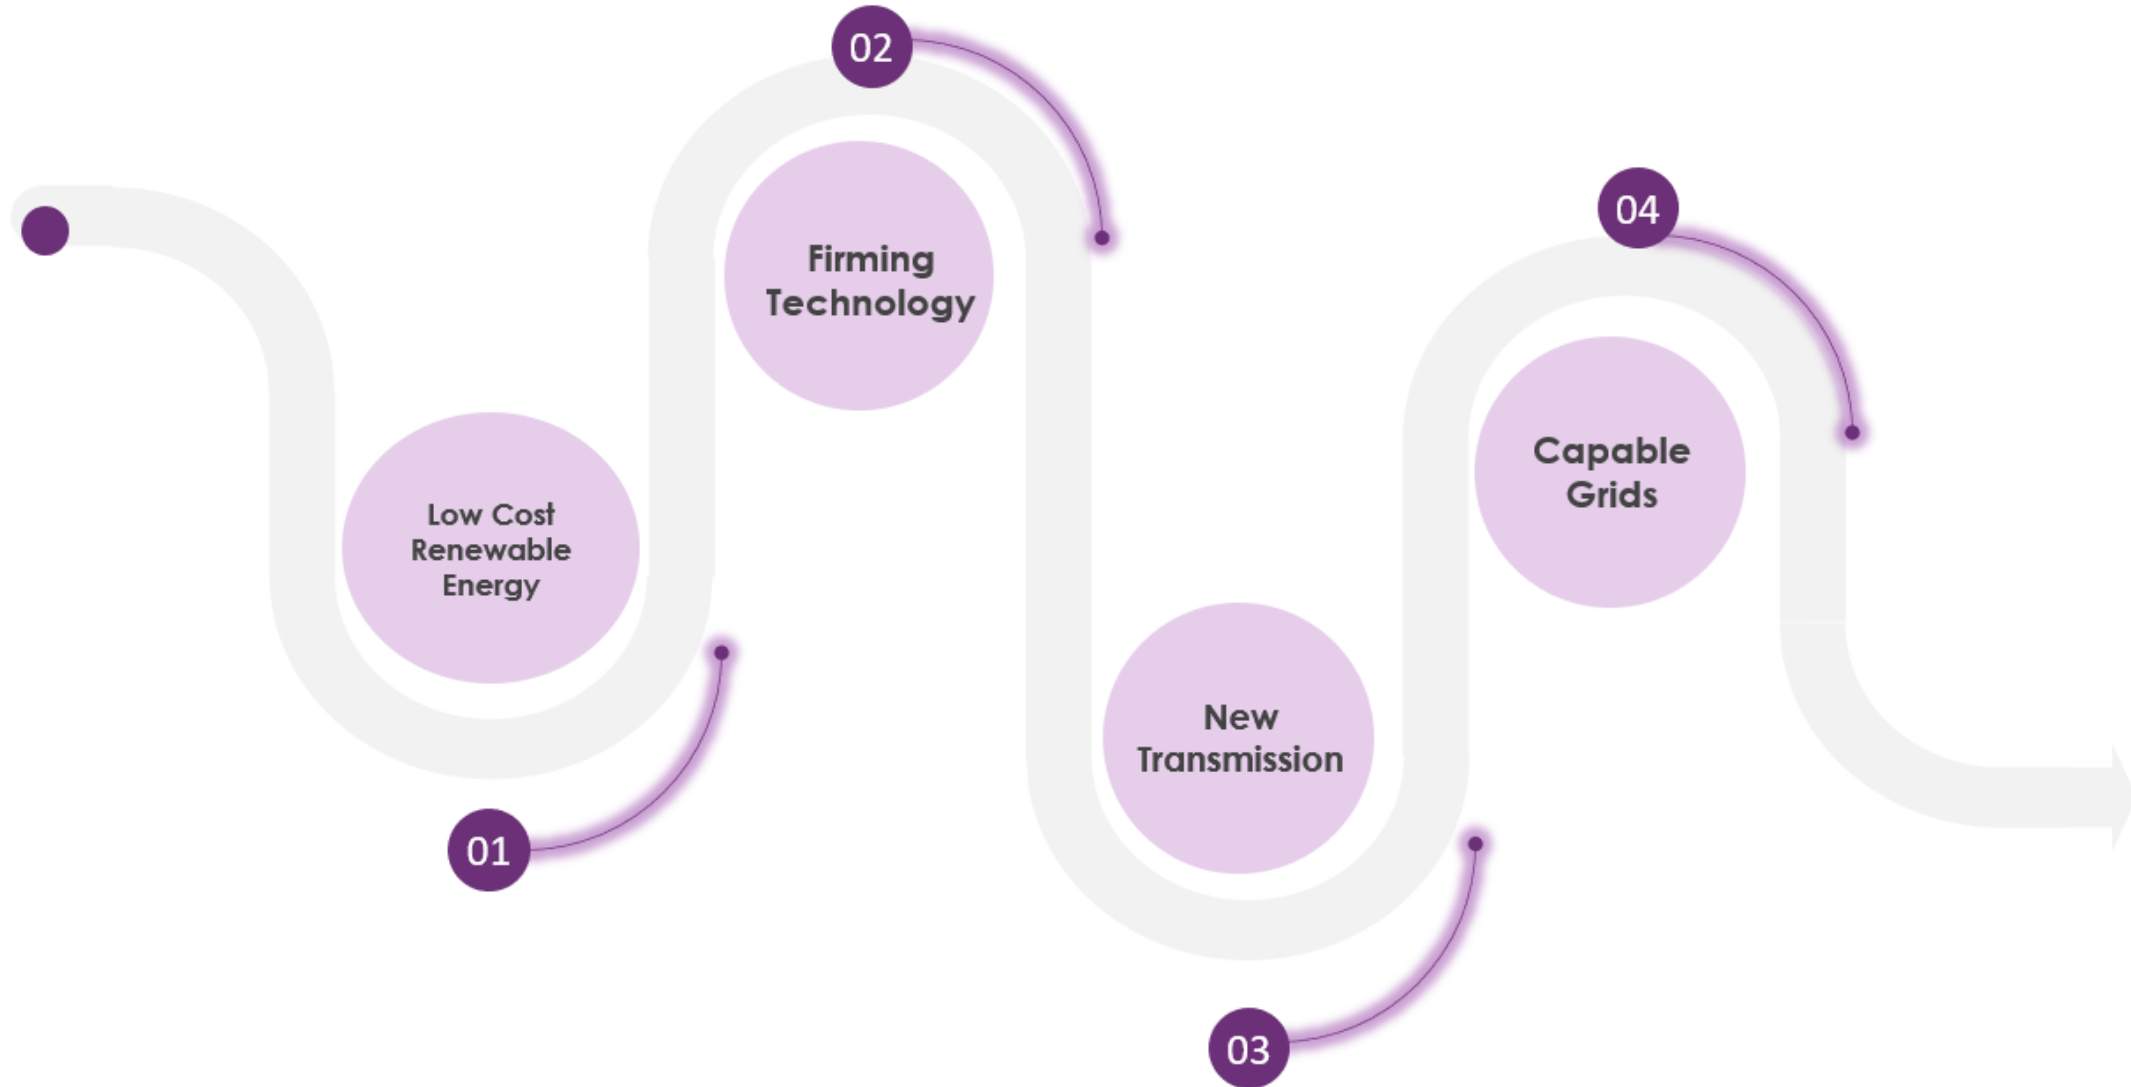 02
Firming
Technology
04
Capable
Grids
Low Cost
Renewable
Energy
01
New
Transmission
03